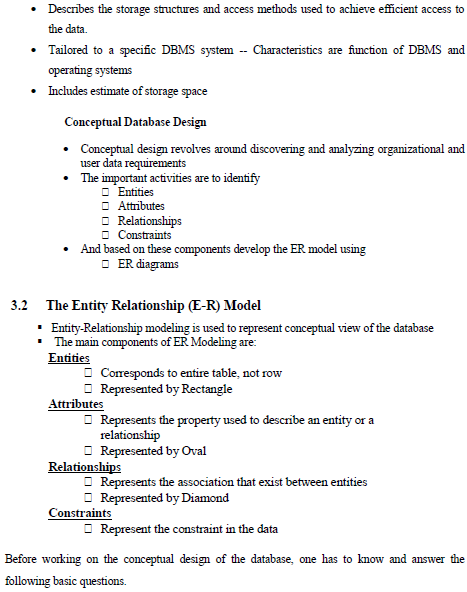 • Describes the storage structures and access methods used to achieve efficient access to
the data.
• Tailored to a specific DBMS system -- Characteristics are function of DBMS and
operating systems
• Includes estimate of storage space
Conceptual Database Design
• Conceptual design revolves around discovering and analyzing organizational and
user data requirements
• The important activities are to identify
□ Entities
□ Attributes
□ Relationships
□ Constraints
• And based on these components develop the ER model using
□ ER diagrams
3.2 The Entity Relationship (E-R) Model
▪ Entity-Relationship modeling is used to represent conceptual view of the database
▪ The main components of ER Modeling are:
Entities
□ Corresponds to entire table, not row
□ Represented by Rectangle
Attributes
□ Represents the property used to describe an entity or a
relationship
□ Represented by Oval
Relationships
□ Represents the association that exist between entities
□ Represented by Diamond
Constraints
□ Represent the constraint in the data
Before working on the conceptual design of the database, one has to know and answer the
following basic questions.